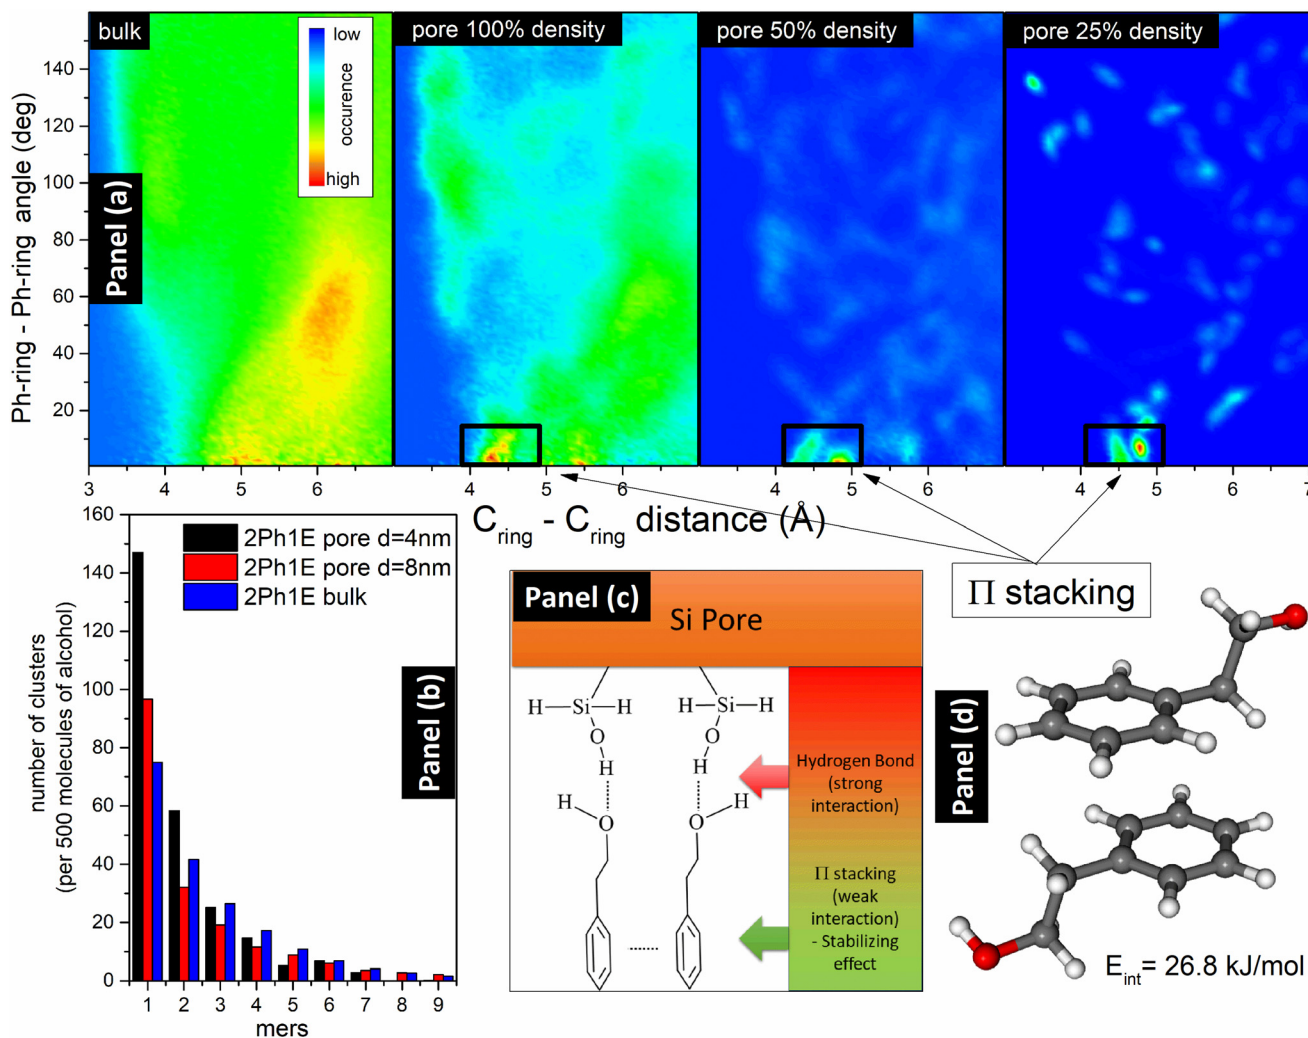 bulk
pore 100% density
pore 50% density
pore 25% density
low
occurence
high
Panel (a)
Ph-ring - Ph-ring angle (deg)
140
120
100
80
60
40
20
3 4 5 6
4 5 6
4 5 6
4 5 6 7
C_ring - C_ring distance (Å)
Π stacking
160
140
120
100
80
60
40
20
0
number of clusters
(per 500 molecules of alcohol)
2Ph1E pore d=4nm
2Ph1E pore d=8nm
2Ph1E bulk
Panel (b)
1 2 3 4 5 6 7 8 9
mers
Panel (c)
Si Pore
H Si H
O
H
H
O
H Si H
O
H
H
O
Hydrogen Bond
(strong
interaction)
Π stacking
(weak
interaction)
- Stabilizing
effect
Panel (d)
E_int= 26.8 kJ/mol